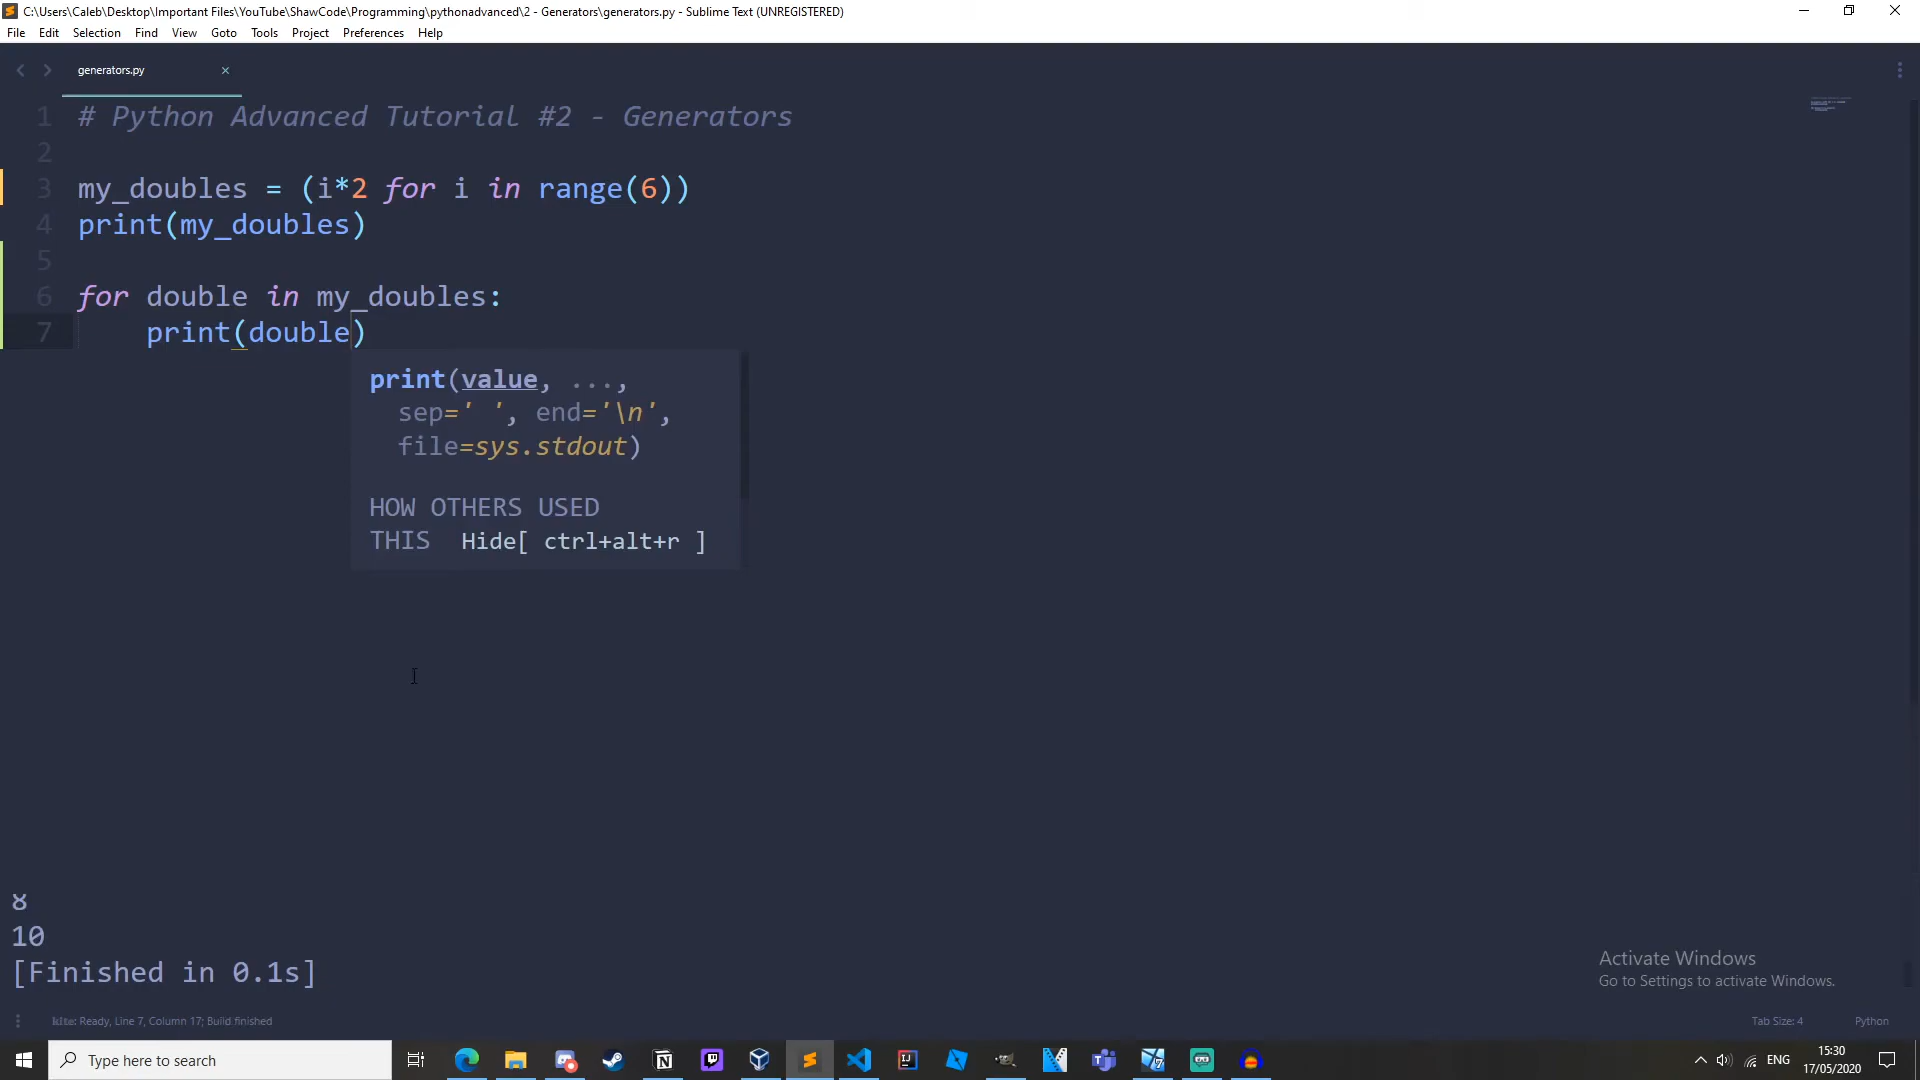 C:\Users\Caleb\Desktop\Important Files\YouTube\ShawCode\Programming\pythonadvanced\2 - Generators\generators.py - Sublime Text (UNREGISTERED)
File Edit Selection Find View Goto Tools Project Preferences Help
generators.py
1 # Python Advanced Tutorial #2 - Generators
2
3 my_doubles = (i*2 for i in range(6))
4 print(my_doubles)
5
6 for double in my_doubles:
7     print(double)
print(value, ...,
sep=' ', end='\n',
file=sys.stdout)
HOW OTHERS USED
THIS Hide[ ctrl+alt+r ]
8
10
[Finished in 0.1s]
Activate Windows
Go to Settings to activate Windows.
Ready, Line 7, Column 17; Build finished
Tab Size: 4 Python
Type here to search
ENG
15:30
17/05/2020